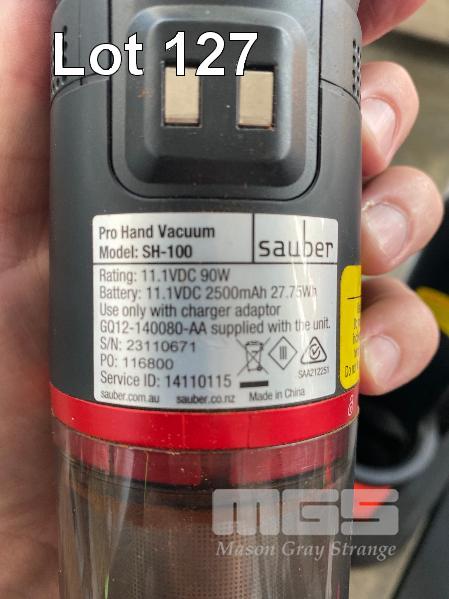 Lot 127
Pro Hand Vacuum
Model: SH-100
sauber
Rating: 11.1VDC 90W
Battery: 11.1VDC 2500mAh 27.75Wh
Use only with charger adaptor
GQ12-140080-AA supplied with the unit.
S/N: 23110671
PO: 116800
Service ID: 14110115
SAA212251
sauber.com.au sauber.co.nz Made in China
MGS
Mason Gray Strange